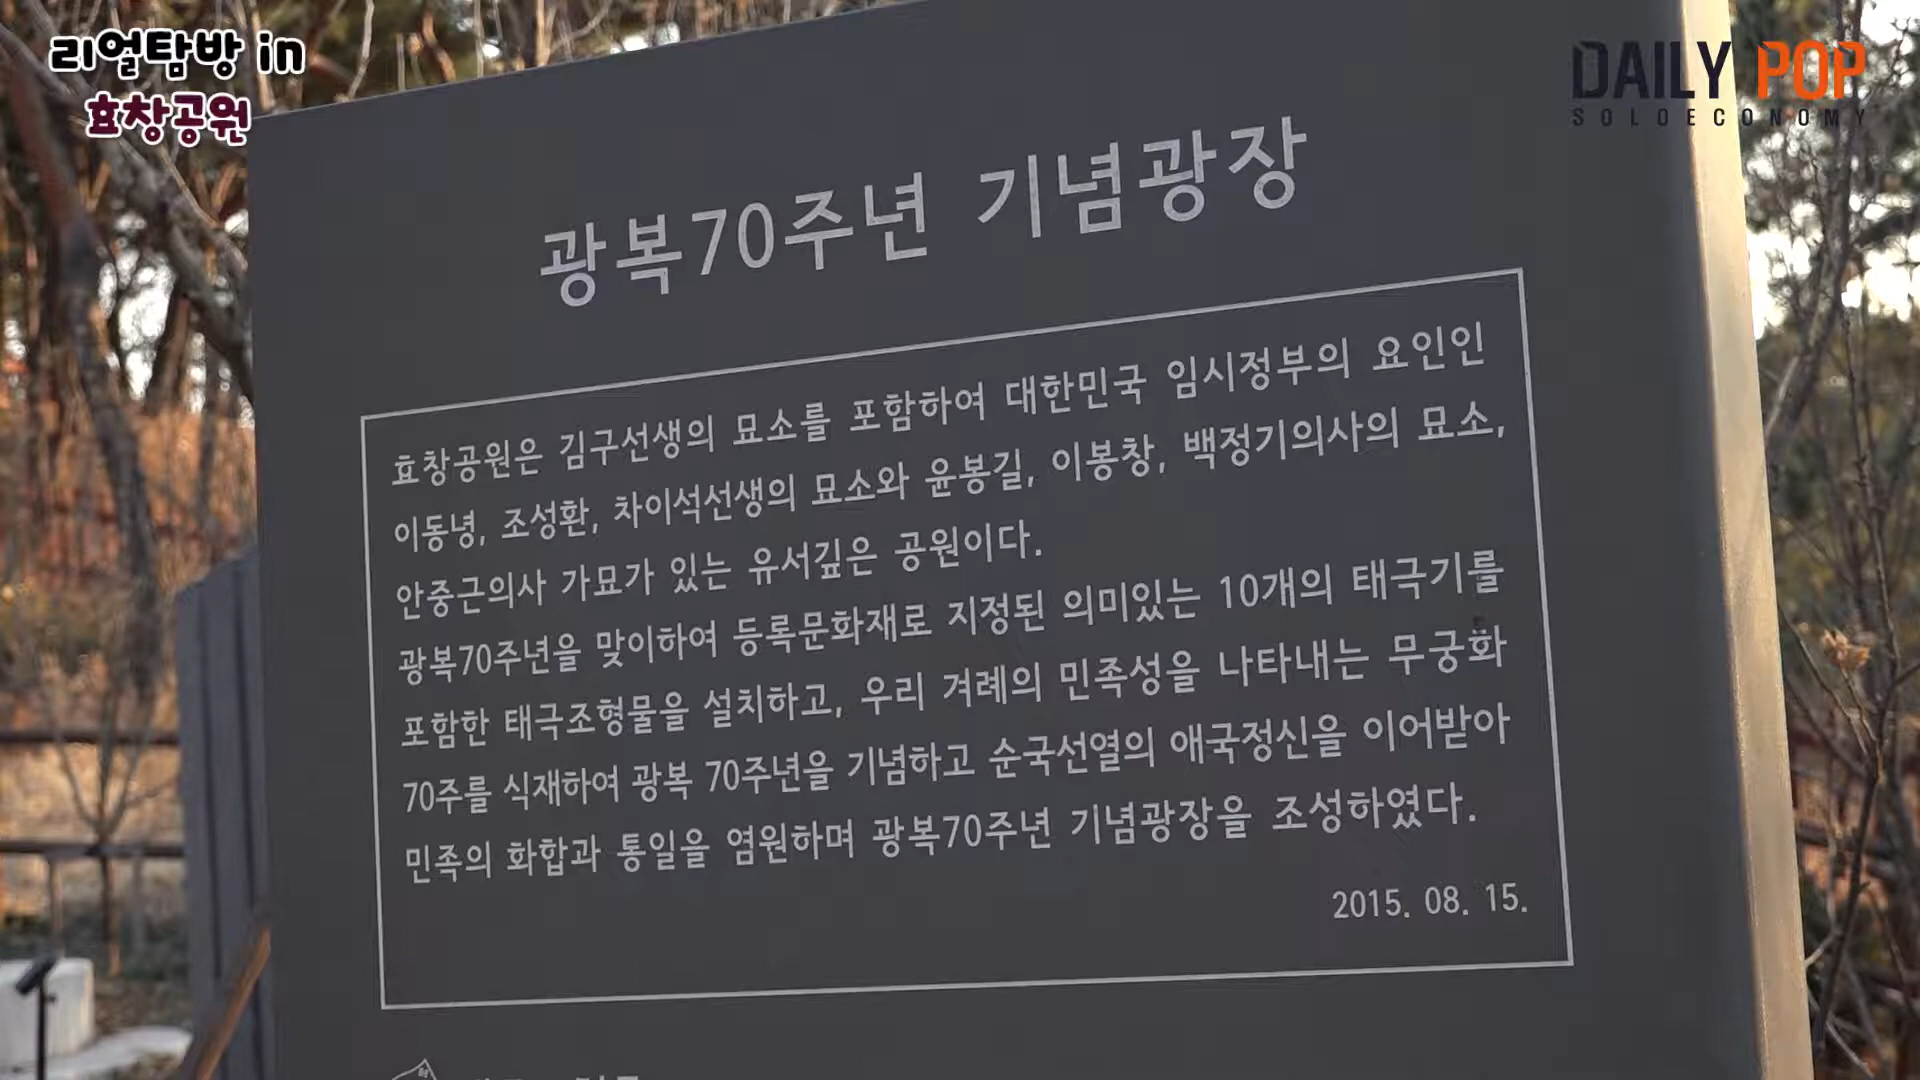 리얼탐방 in
효창공원
DAILY POP
SOLOECONOMY
광복70주년 기념광장
효창공원은 김구선생의 묘소를 포함하여 대한민국 임시정부의 요인인
이동녕, 조성환, 차이석선생의 묘소와 윤봉길, 이봉창, 백정기의사의 묘소,
안중근의사 가묘가 있는 유서깊은 공원이다.
광복70주년을 맞이하여 등록문화재로 지정된 의미있는 10개의 태극기를
포함한 태극조형물을 설치하고, 우리 겨례의 민족성을 나타내는 무궁화
70주를 식재하여 광복 70주년을 기념하고 순국선열의 애국정신을 이어받아
민족의 화합과 통일을 염원하며 광복70주년 기념광장을 조성하였다.
2015. 08. 15.